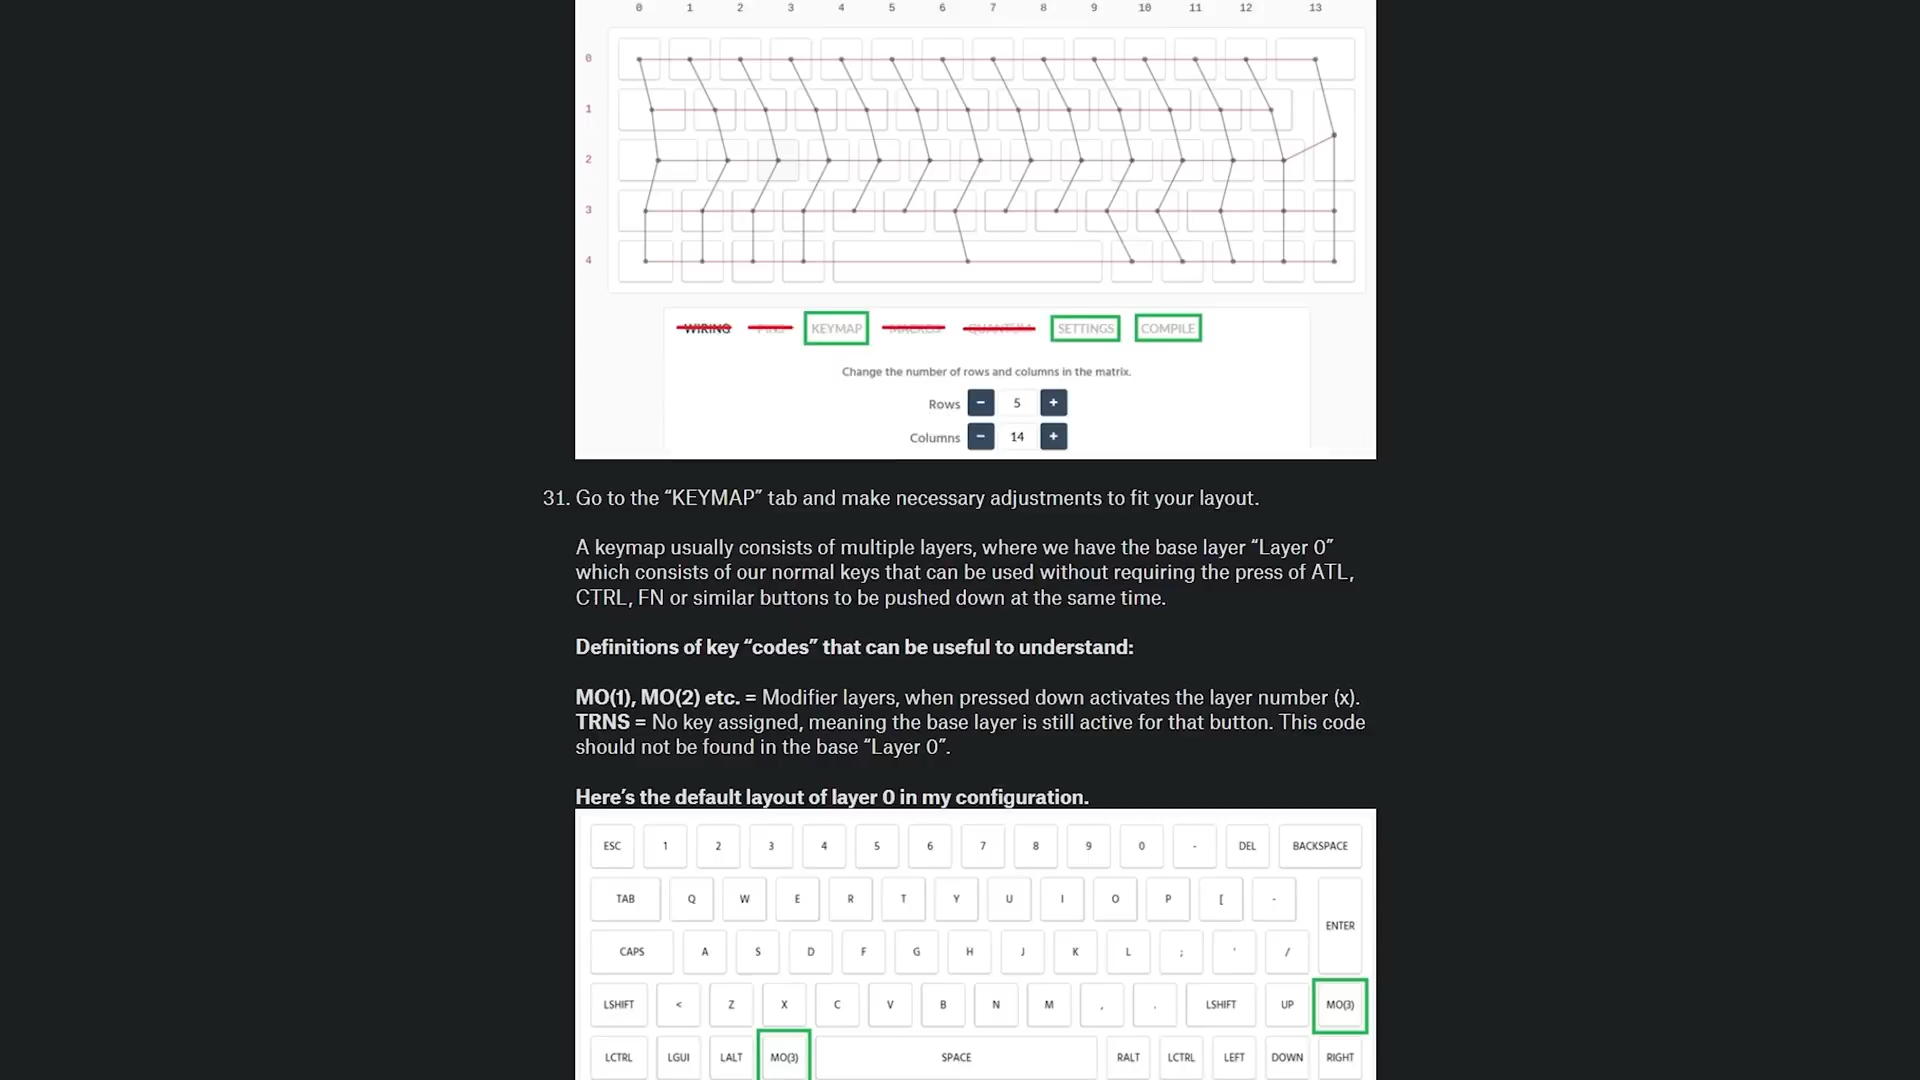 0 1 2 3 4 5 6 7 8 9 10 11 12 13
0
1
2
3
4
WIRING KEYMAP SETTINGS COMPILE
Change the number of rows and columns in the matrix.
Rows − 5 +
Columns − 14 +
31. Go to the “KEYMAP” tab and make necessary adjustments to fit your layout.
A keymap usually consists of multiple layers, where we have the base layer “Layer 0”
which consists of our normal keys that can be used without requiring the press of ATL,
CTRL, FN or similar buttons to be pushed down at the same time.
Definitions of key “codes” that can be useful to understand:
MO(1), MO(2) etc. = Modifier layers, when pressed down activates the layer number (x).
TRNS = No key assigned, meaning the base layer is still active for that button. This code
should not be found in the base “Layer 0”.
Here’s the default layout of layer 0 in my configuration.
ESC 1 2 3 4 5 6 7 8 9 0 - DEL BACKSPACE
TAB Q W E R T Y U I O P [ -
ENTER
CAPS A S D F G H J K L ; ' /
LSHIFT < Z X C V B N M , . LSHIFT UP MO(3)
LCTRL LGUI LALT MO(3) SPACE RALT LCTRL LEFT DOWN RIGHT